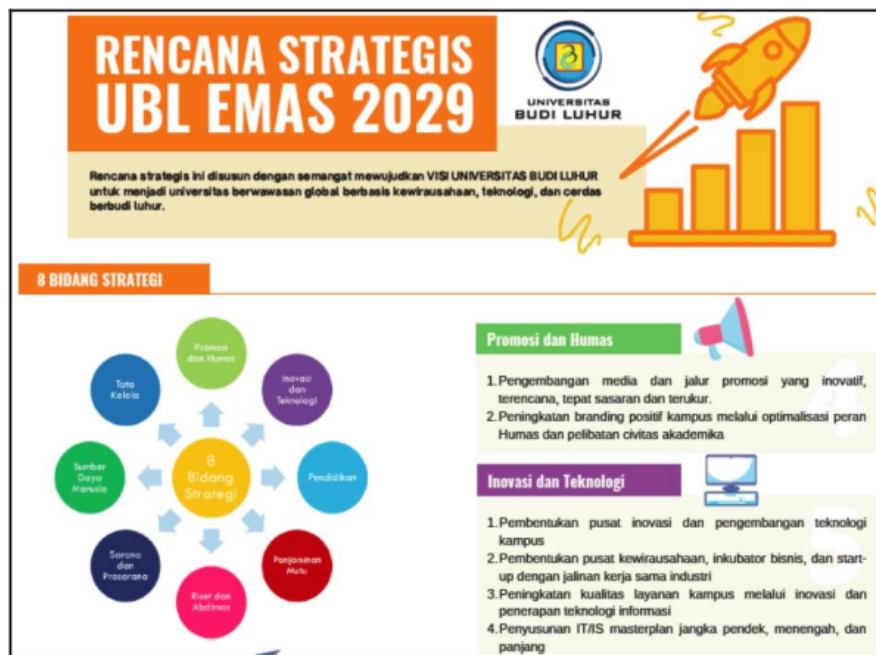 RENCANA STRATEGIS
UBL EMAS 2029
UNIVERSITAS
BUDI LUHUR
Rencana strategis ini disusun dengan semangat mewujudkan VISI UNIVERSITAS BUDI LUHUR
untuk menjadi universitas berwawasan global berbasis kewirausahaan, teknologi, dan cerdas
berbudi luhur.
8 BIDANG STRATEGI
Promosi
dan Humas
Inovasi
dan
Teknologi
Pendidikan
Penjaminan
Mutu
Riset dan
Abdimas
Sarana
dan
Prasarana
Sumber
Daya
Manusia
Tata
Kelola
8
Bidang
Strategi
Promosi dan Humas
4
1.Pengembangan media dan jalur promosi yang inovatif,
terencana, tepat sasaran dan terukur.
2.Peningkatan branding positif kampus melalui optimalisasi peran
Humas dan pelibatan civitas akademika
Inovasi dan Teknologi
5
1.Pembentukan pusat inovasi dan pengembangan teknologi
kampus
2.Pembentukan pusat kewirausahaan, inkubator bisnis, dan start-
up dengan jalinan kerja sama industri
3.Peningkatan kualitas layanan kampus melalui inovasi dan
penerapan teknologi informasi
4.Penyusunan IT/IS masterplan jangka pendek, menengah, dan
panjang